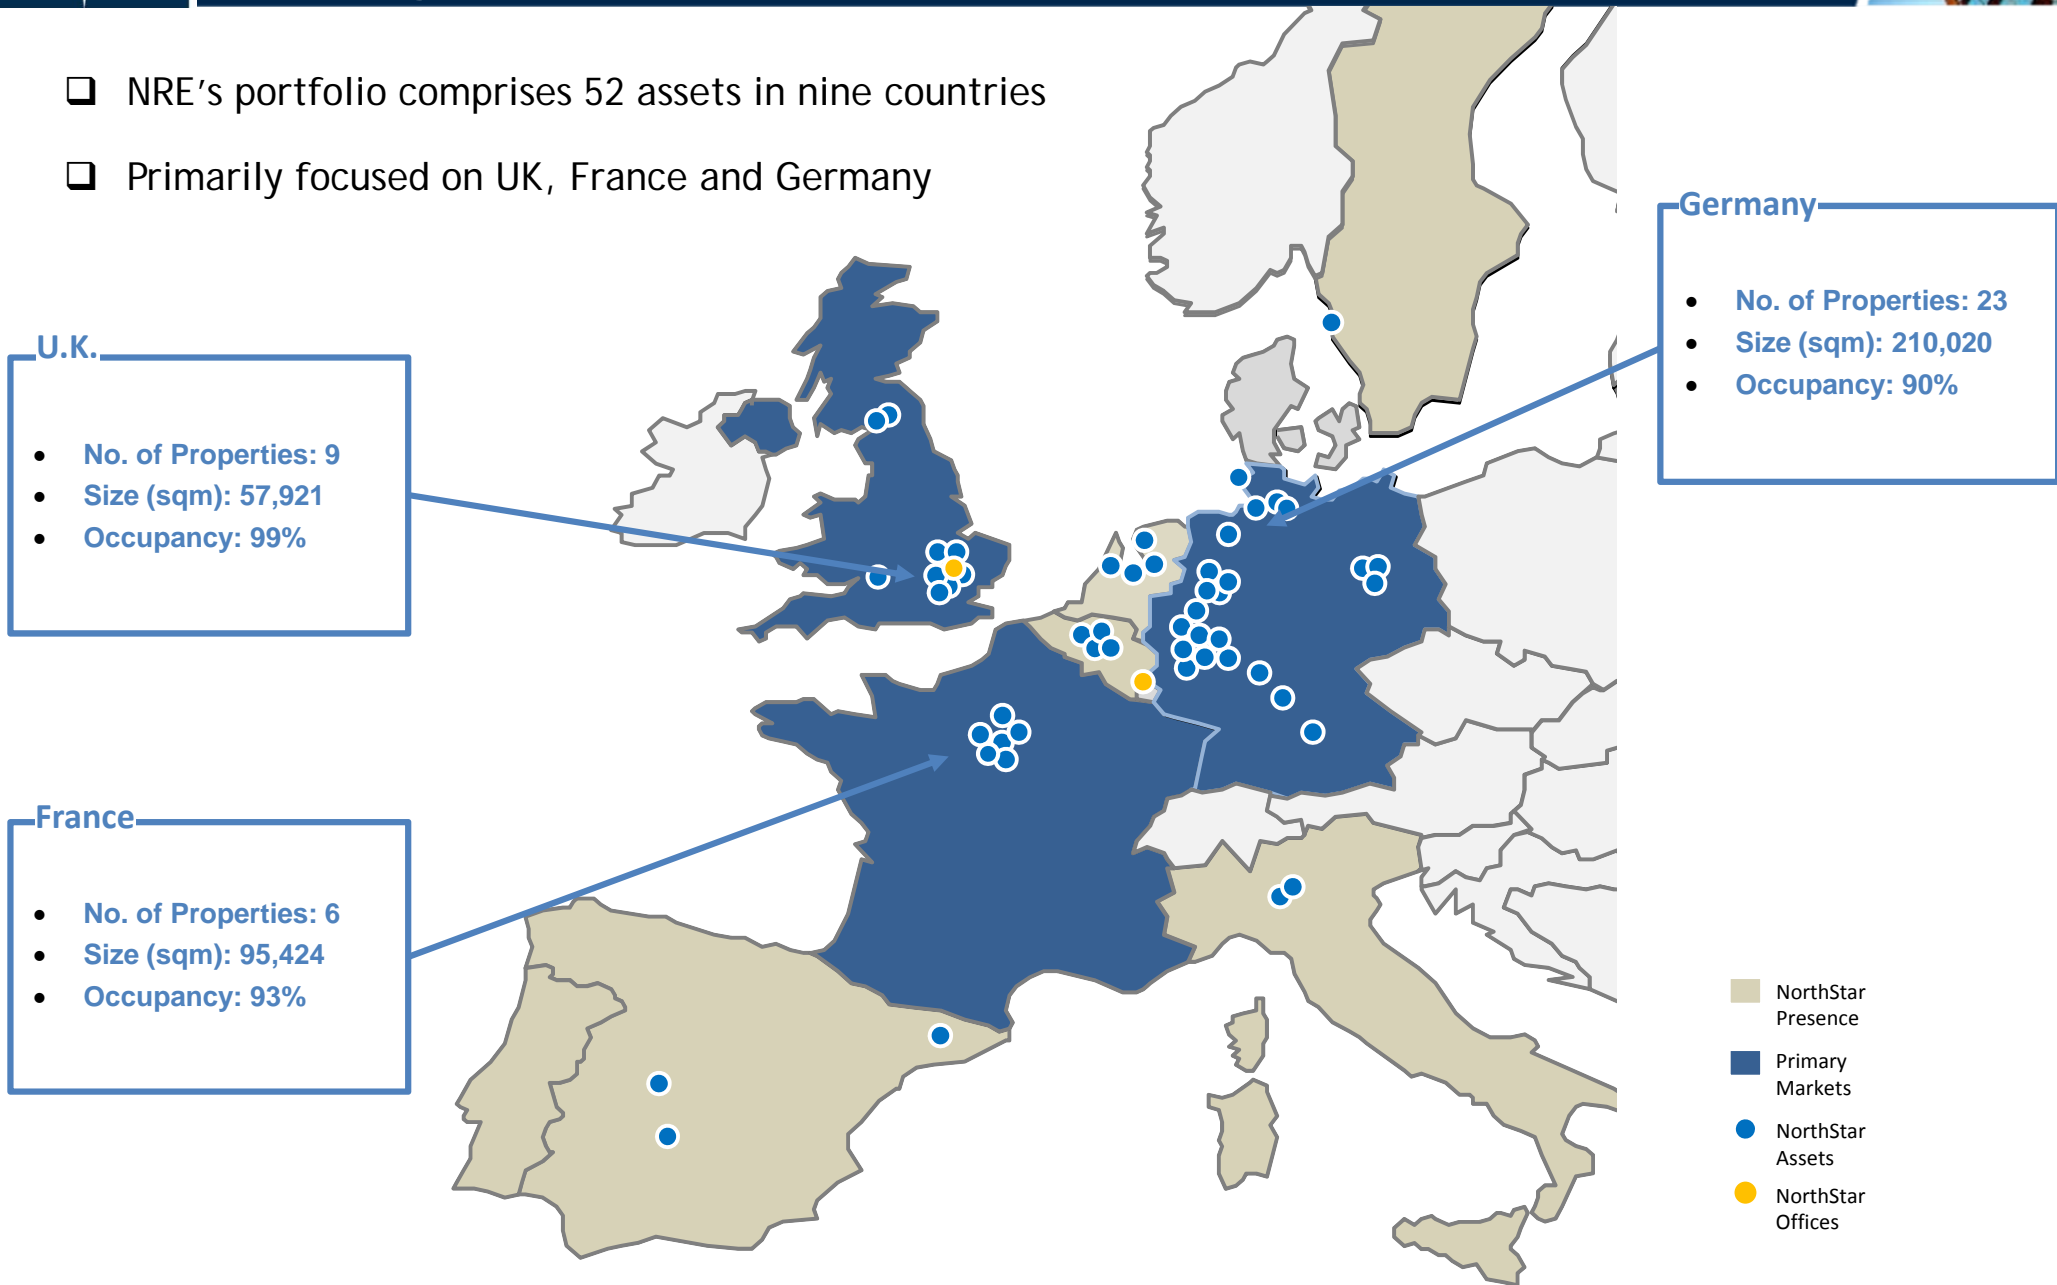 NRE’s portfolio comprises 52 assets in nine countries
Primarily focused on UK, France and Germany
Germany
No. of Properties: 23
Size (sqm): 210,020
Occupancy: 90%
U.K.
No. of Properties: 9
Size (sqm): 57,921
Occupancy: 99%
France
No. of Properties: 6
Size (sqm): 95,424
Occupancy: 93%
NorthStar
Presence
Primary
Markets
NorthStar
Assets
NorthStar
Offices